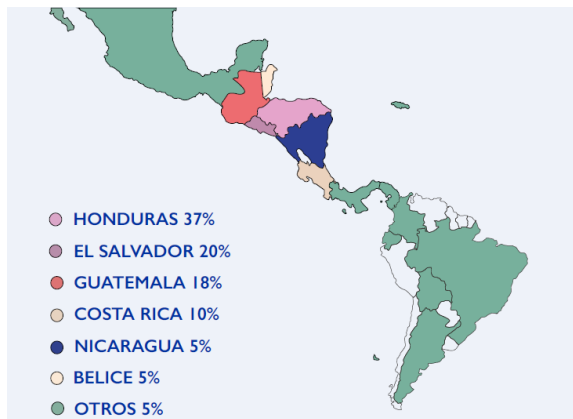 HONDURAS 37%
EL SALVADOR 20%
GUATEMALA 18%
COSTA RICA 10%
NICARAGUA 5%
BELICE 5%
OTROS 5%